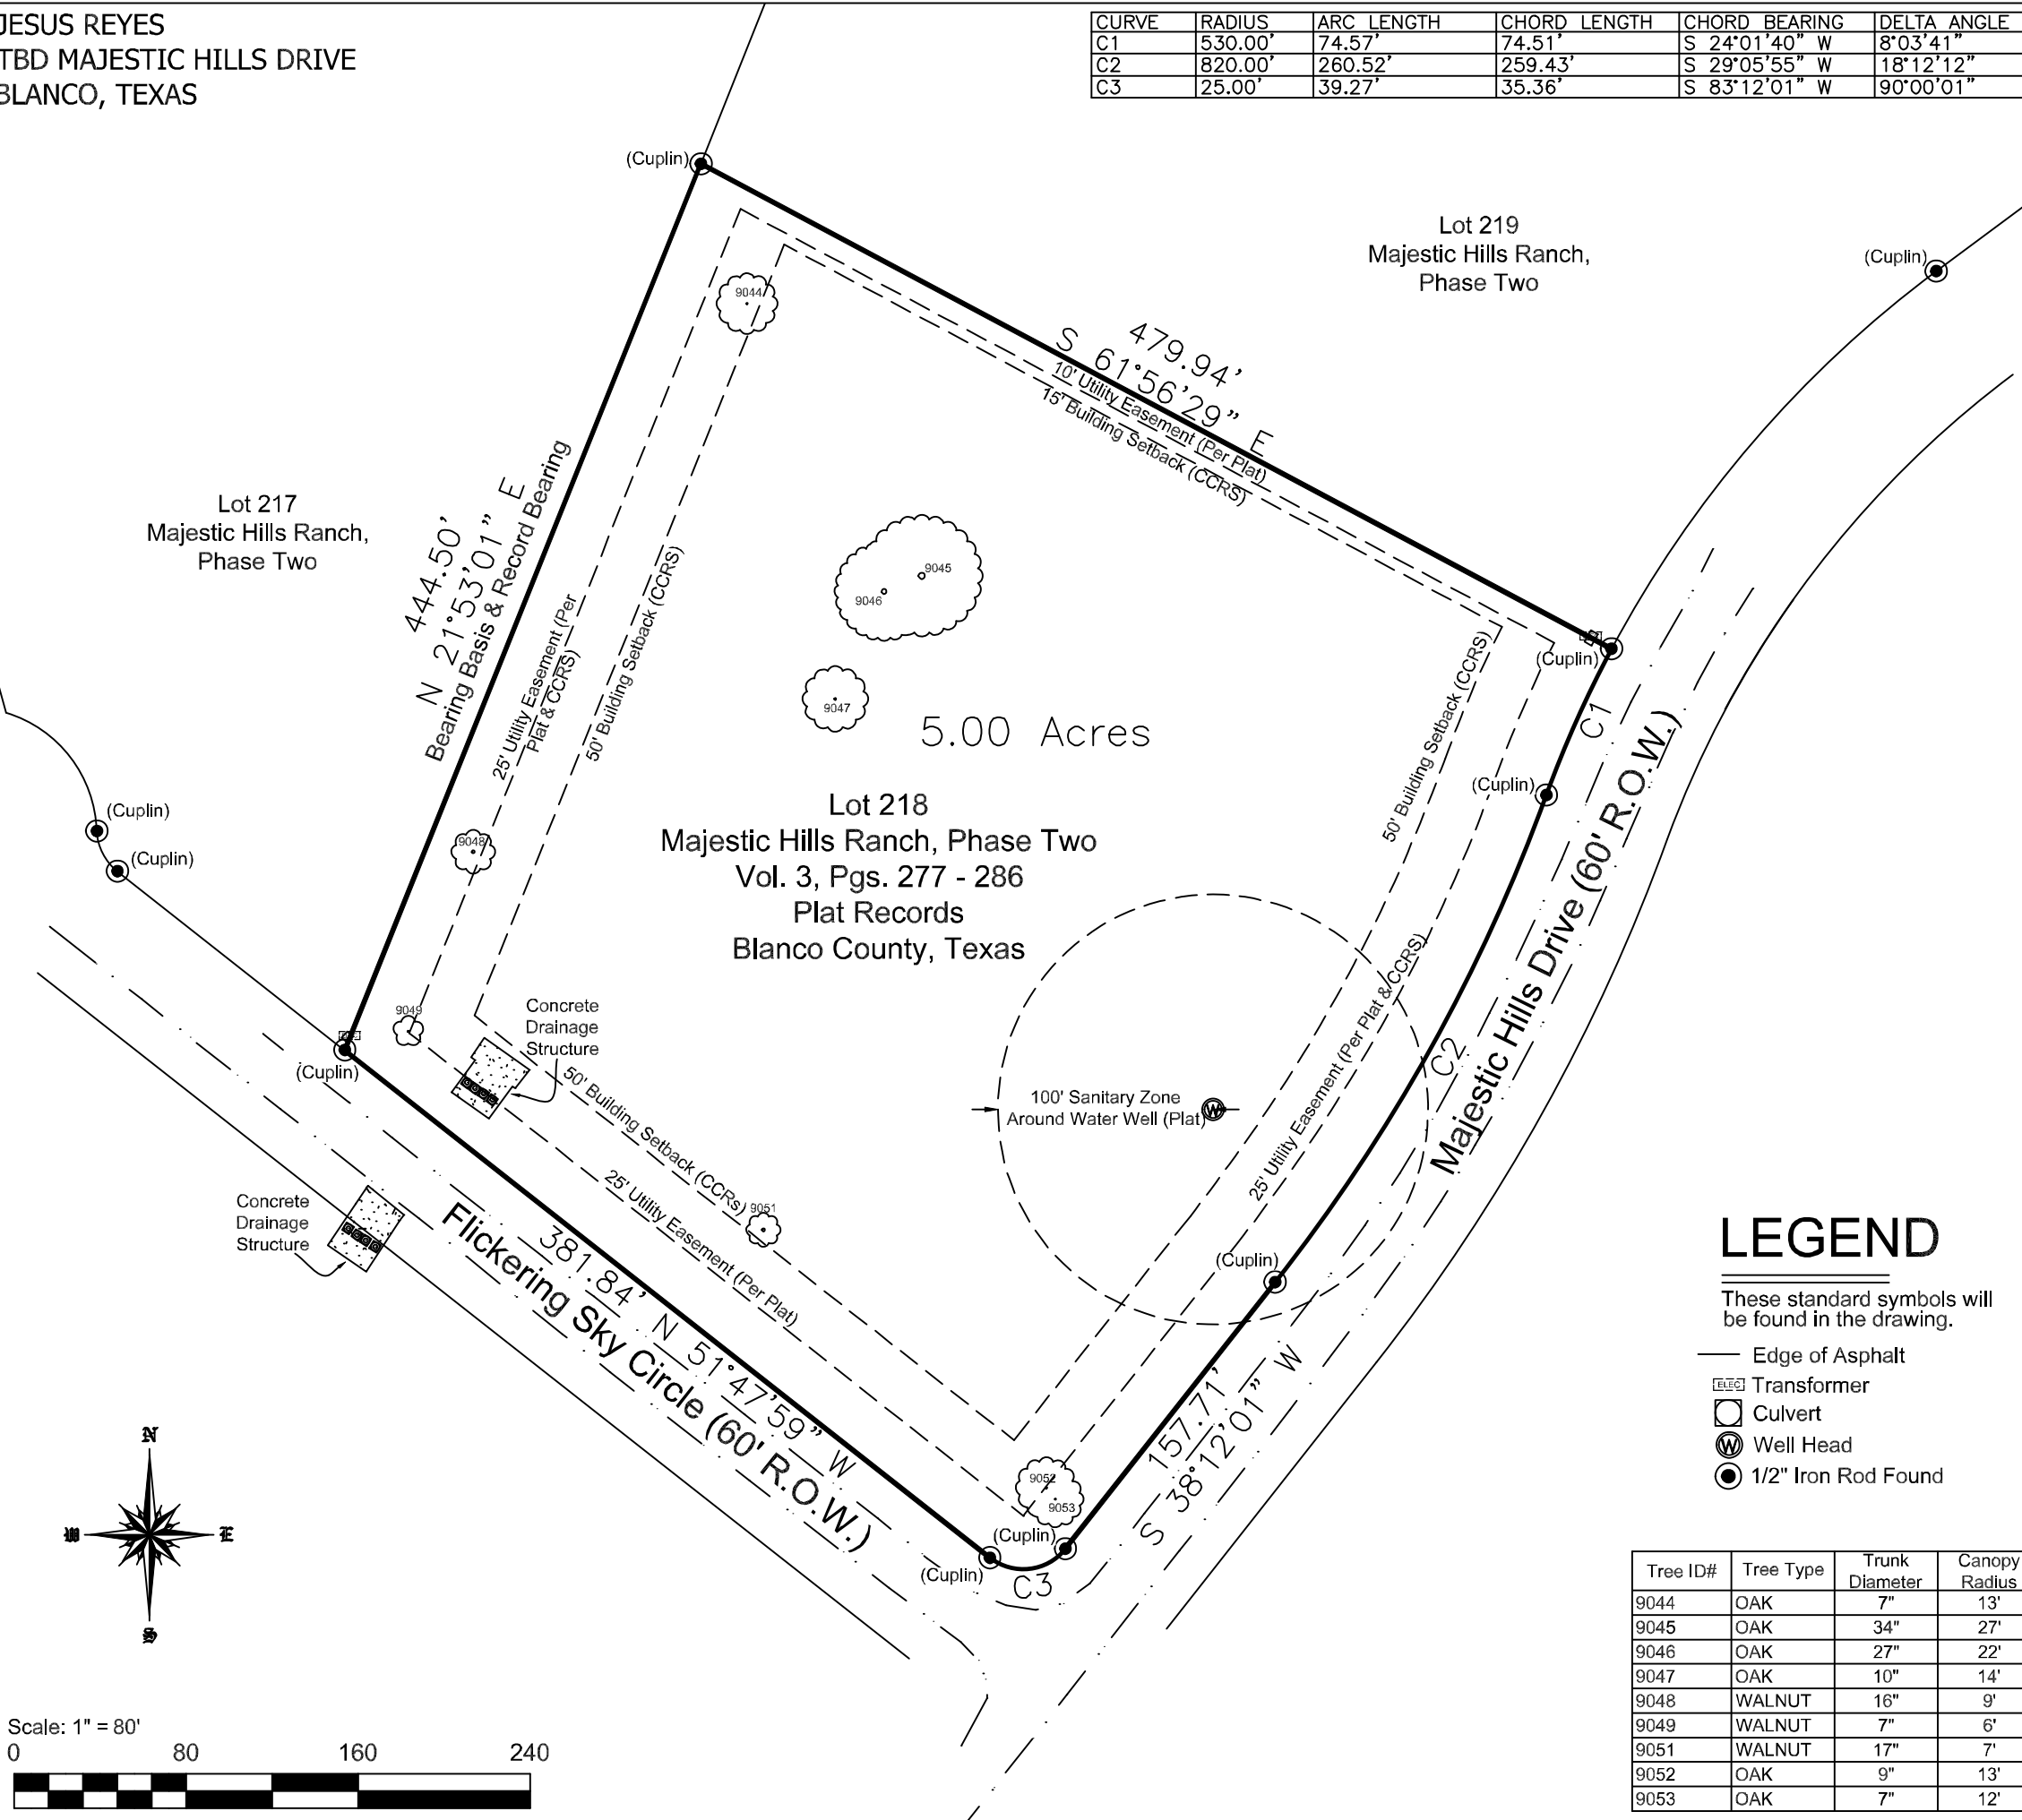 JESUS REYES
TBD MAJESTIC HILLS DRIVE
BLANCO, TEXAS
CURVE RADIUS ARC LENGTH CHORD LENGTH CHORD BEARING DELTA ANGLE
C1 530.00' 74.57' 74.51' S 24°01'40" W 8°03'41"
C2 820.00' 260.52' 259.43' S 29°05'55" W 18°12'12"
C3 25.00' 39.27' 35.36' S 83°12'01" W 90°00'01"
(Cuplin)
Lot 219
Majestic Hills Ranch,
Phase Two
(Cuplin)
479.94'
S 61°56'29" E
10' Utility Easement (Per Plat)
15' Building Setback (CCRS)
9044
Lot 217
Majestic Hills Ranch,
Phase Two
444.50'
N 21°53'01" E
Bearing Basis & Record Bearing
25' Utility Easement (Per
Plat & CCRS)
50' Building Setback (CCRS)
9045
9046
9047
5.00 Acres
(Cuplin)
50' Building Setback (CCRS)
C1
(Cuplin)
Lot 218
Majestic Hills Ranch, Phase Two
Vol. 3, Pgs. 277 - 286
Plat Records
Blanco County, Texas
(Cuplin)
(Cuplin)
9048
9049
(Cuplin)
Concrete
Drainage
Structure
50' Building Setback (CCRs)
25' Utility Easement (Per Plat)
9051
100' Sanitary Zone
Around Water Well (Plat)
W
25' Utility Easement (Per Plat & CCRS)
C2
Majestic Hills Drive (60' R.O.W.)
Concrete
Drainage
Structure
381.84' N 51°47'59" W
Flickering Sky Circle (60' R.O.W.)
(Cuplin)
157.71'
S 38°12'01" W
9052
9053
(Cuplin)
(Cuplin)
C3
LEGEND
These standard symbols will
be found in the drawing.
Edge of Asphalt
ELEC Transformer
Culvert
W Well Head
1/2" Iron Rod Found
N
W E
S
Tree ID# Tree Type Trunk Diameter Canopy Radius
9044 OAK 7" 13'
9045 OAK 34" 27'
9046 OAK 27" 22'
9047 OAK 10" 14'
9048 WALNUT 16" 9'
9049 WALNUT 7" 6'
9051 WALNUT 17" 7'
9052 OAK 9" 13'
9053 OAK 7" 12'
Scale: 1" = 80'
0 80 160 240